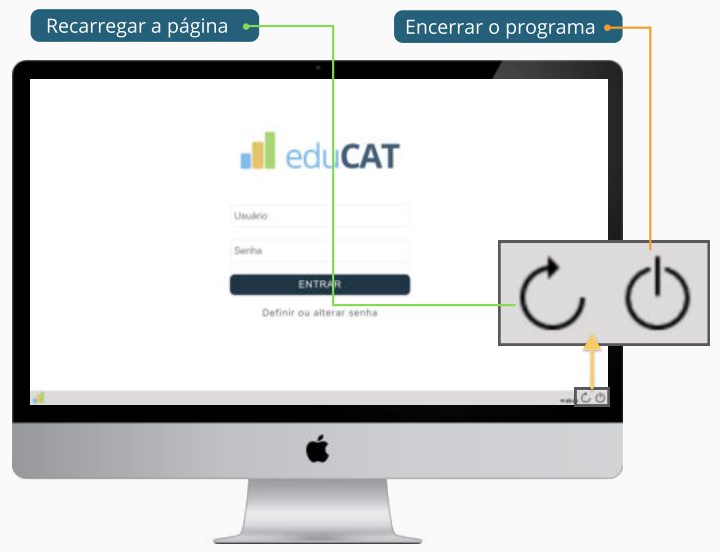 Recarregar a página
Encerrar o programa
eduCAT
Usuário
Senha
ENTRAR
Definir ou alterar senha